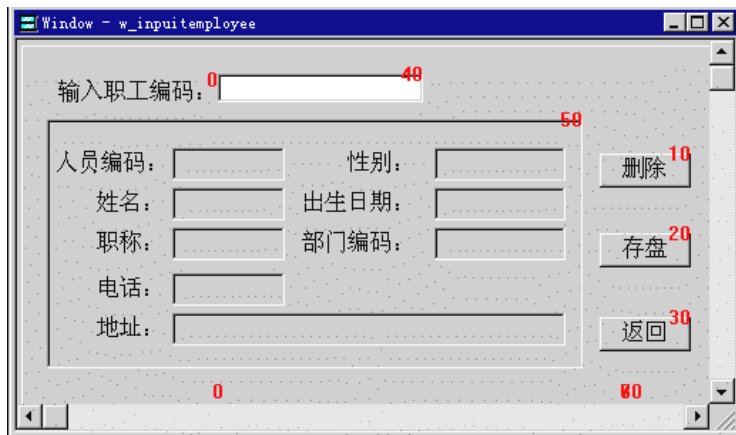 Window - w_inpuitemployee
输入职工编码: 0 40
50
人员编码: 性别: 10
删除
姓名: 出生日期:
职称: 部门编码: 20
存盘
电话:
地址: 30
返回
0